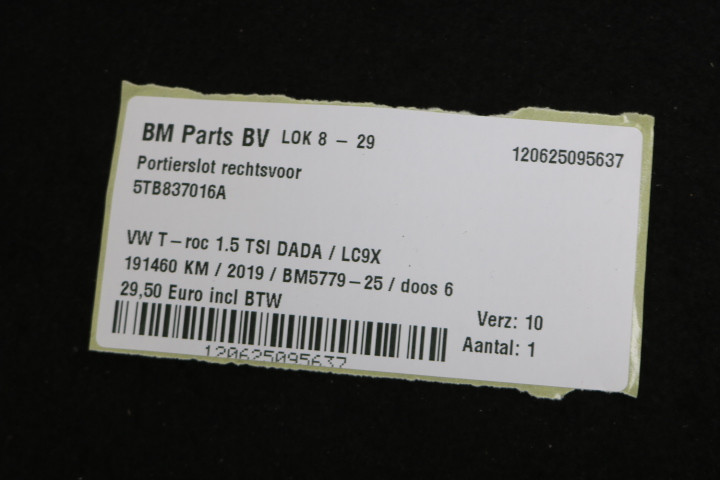 BM Parts BV LOK 8 - 29
120625095637
Portierslot rechtsvoor
5TB837016A
VW T-roc 1.5 TSI DADA / LC9X
191460 KM / 2019 / BM5779-25 / doos 6
29,50 Euro incl BTW
Verz: 10
Aantal: 1
120625095637